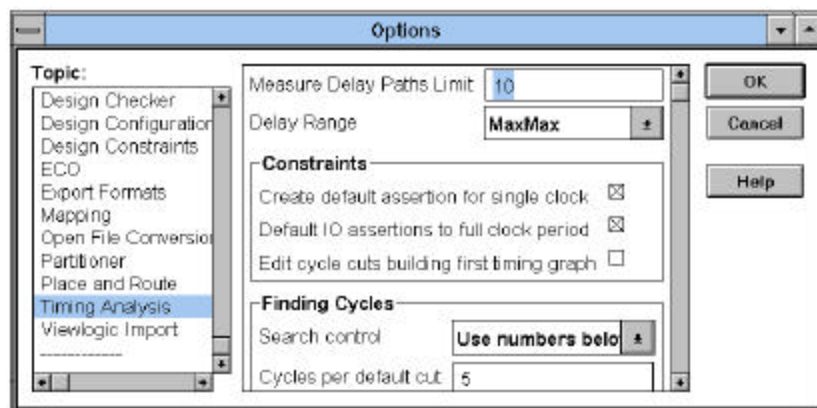 Options
Topic:
Design Checker
Design Configuration
Design Constraints
ECO
Export Formats
Mapping
Open File Conversion
Partitioner
Place and Route
Timing Analysis
Viewlogic Import
------------
Measure Delay Paths Limit 10
Delay Range MaxMax
Constraints
Create default assertion for single clock
Default IO assertions to full clock period
Edit cycle cuts building first timing graph
Finding Cycles
Search control Use numbers belo
Cycles per default cut 5
OK
Cancel
Help